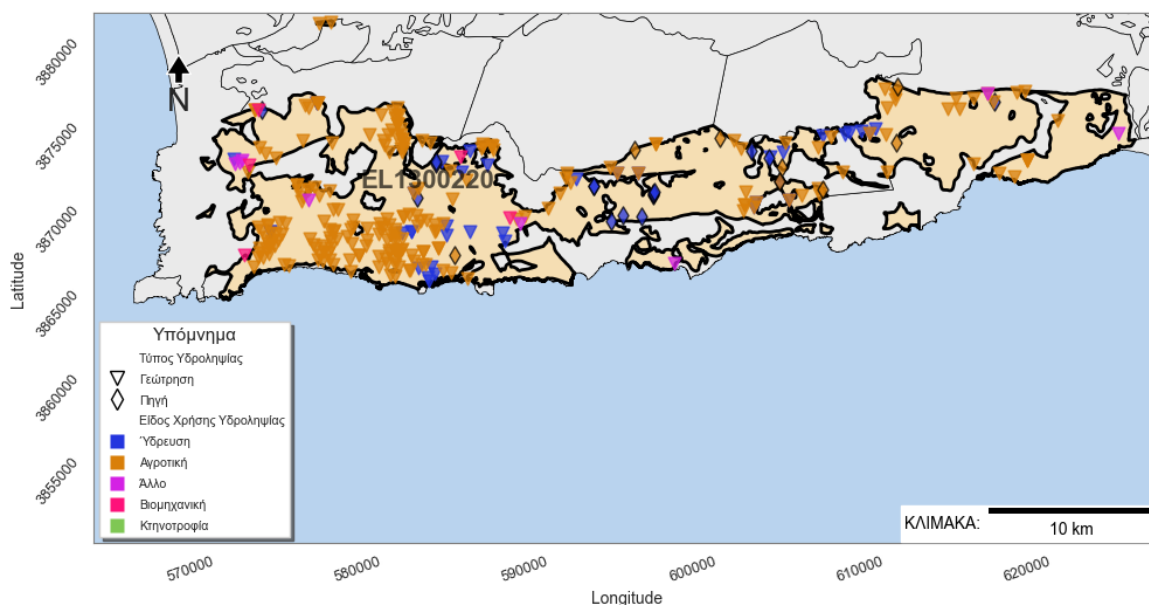 3880000
3875000
3870000
3865000
3860000
3855000
Latitude
N
EL1300220
Υπόμνημα
Τύπος Υδροληψίας
Γεώτρηση
Πηγή
Είδος Χρήσης Υδροληψίας
Ύδρευση
Αγροτική
Άλλο
Βιομηχανική
Κτηνοτροφία
ΚΛΙΜΑΚΑ:
10 km
570000 580000 590000 600000 610000 620000
Longitude